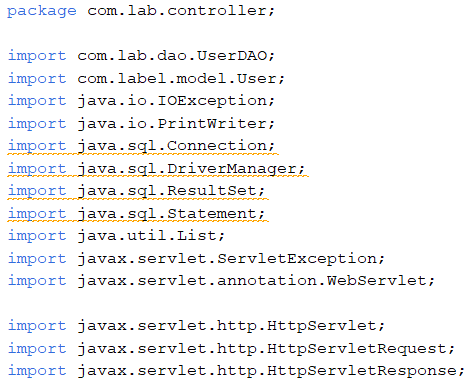 package com.lab.controller;
import com.lab.dao.UserDAO;
import com.label.model.User;
import java.io.IOException;
import java.io.PrintWriter;
import java.sql.Connection;
import java.sql.DriverManager;
import java.sql.ResultSet;
import java.sql.Statement;
import java.util.List;
import javax.servlet.ServletException;
import javax.servlet.annotation.WebServlet;
import javax.servlet.http.HttpServlet;
import javax.servlet.http.HttpServletRequest;
import javax.servlet.http.HttpServletResponse;